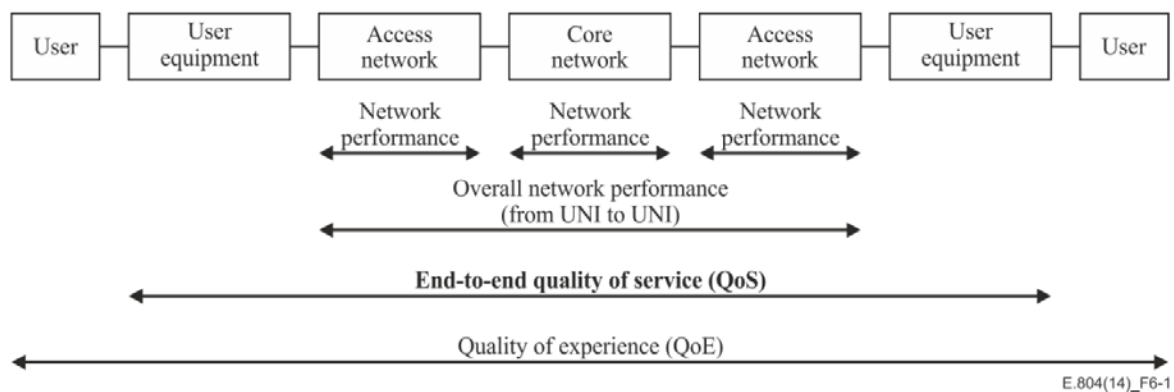 User
User
equipment
Access
network
Core
network
Access
network
User
equipment
User
Network
performance
Network
performance
Network
performance
Overall network performance
(from UNI to UNI)
End-to-end quality of service (QoS)
Quality of experience (QoE)
E.804(14)_F6-1